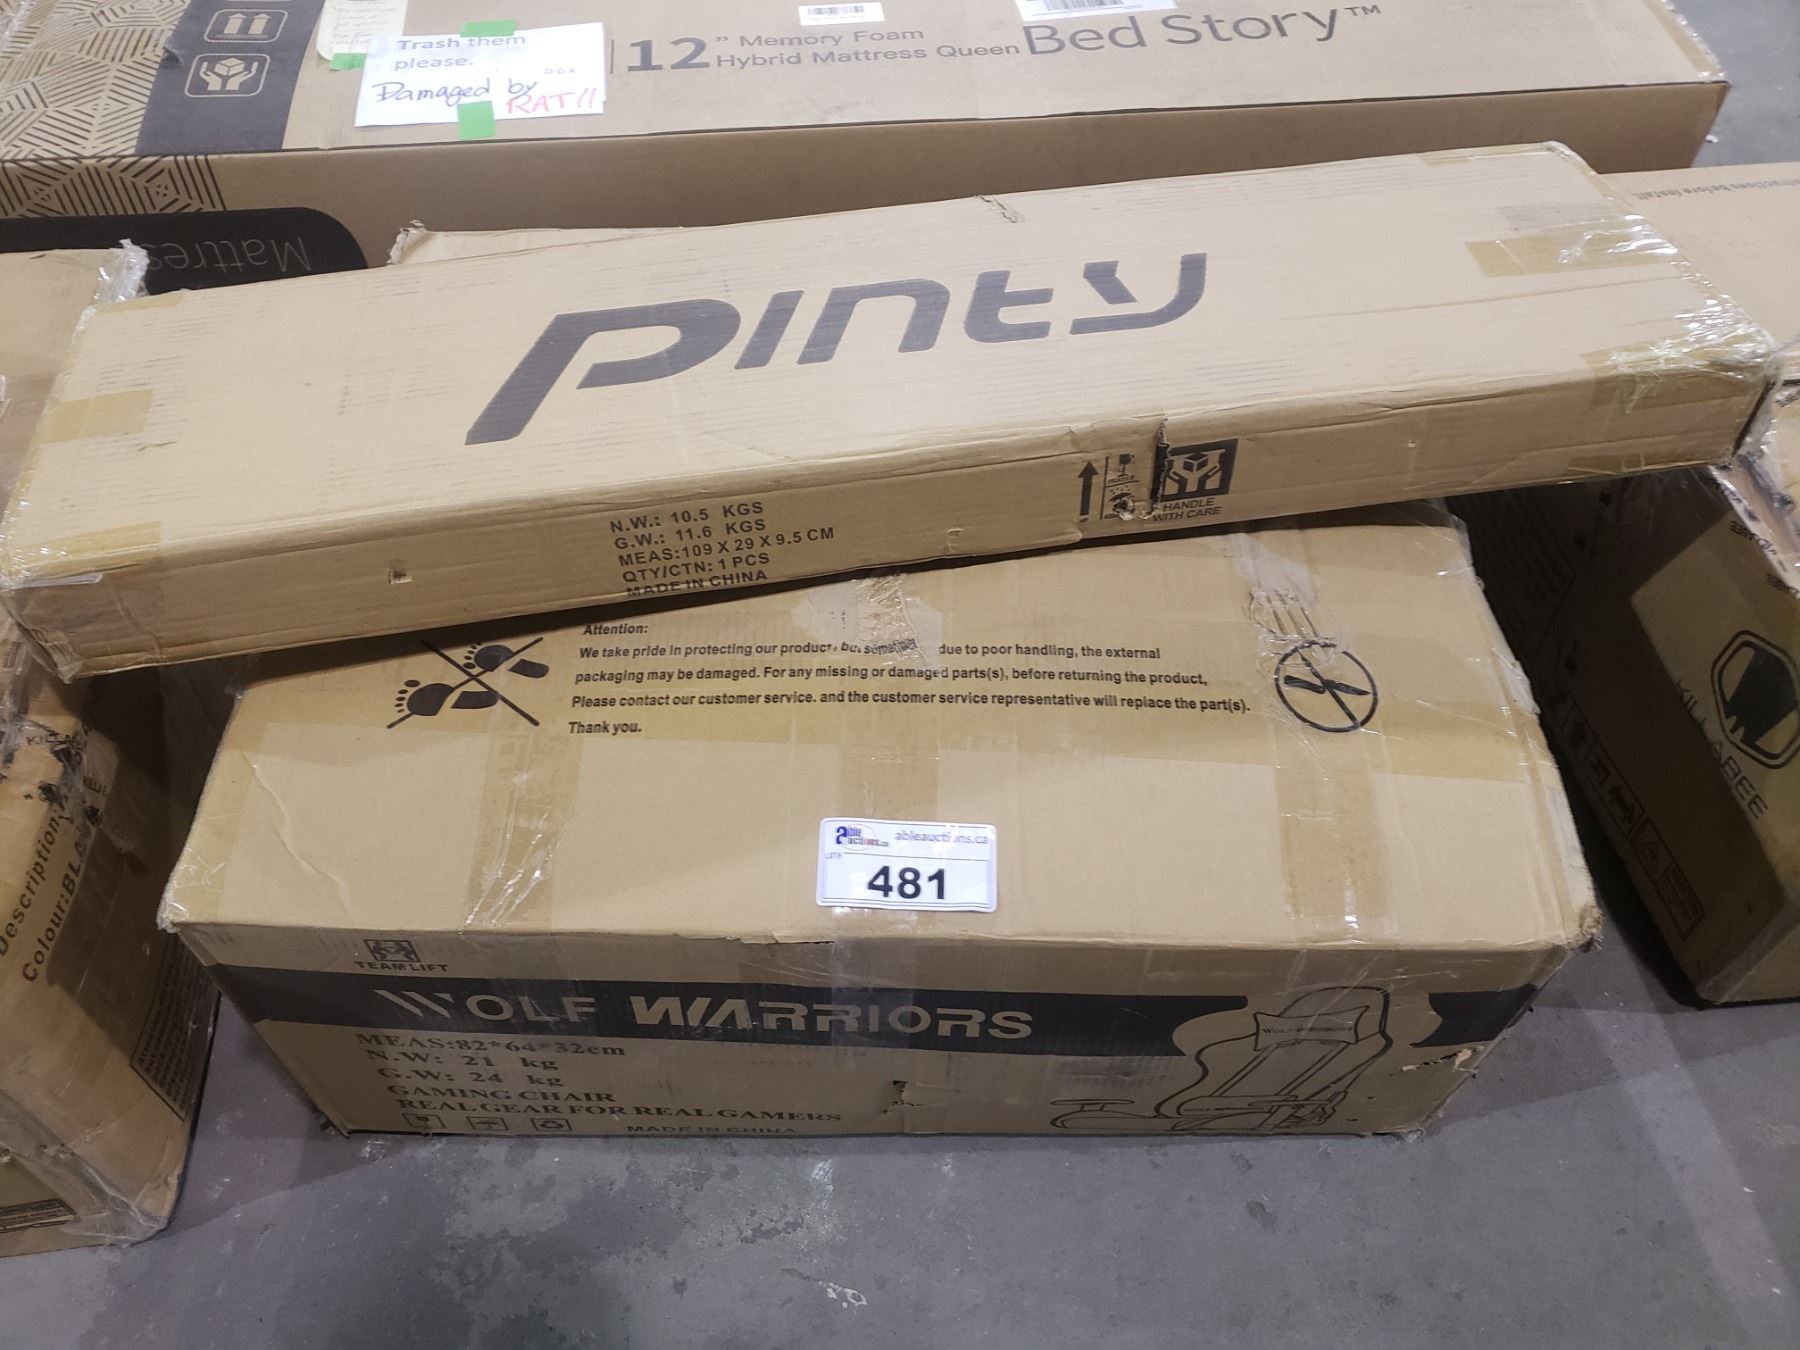 Trash them
please.
Damaged by
RAT!!
12" Memory Foam
Hybrid Mattress Queen
Bed Story™
Pinty
N.W.: 10.5 KGS
G.W.: 11.6 KGS
MEAS:109 X 29 X 9.5 CM
QTY/CTN: 1 PCS
MADE IN CHINA
HANDLE
WITH CARE
Attention:
We take pride in protecting our product, but sometimes due to poor handling, the external
packaging may be damaged. For any missing or damaged parts(s), before returning the product,
Please contact our customer service. and the customer service representative will replace the part(s).
Thank you.
ableauctions.ca
LOT#
481
TEAM LIFT
WOLF WARRIORS
MEAS:82*64*32cm
N.W: 21 kg
G.W: 24 kg
GAMING CHAIR
REAL GEAR FOR REAL GAMERS
MADE IN CHINA
Description:
Colour:BLA
KILLABEE